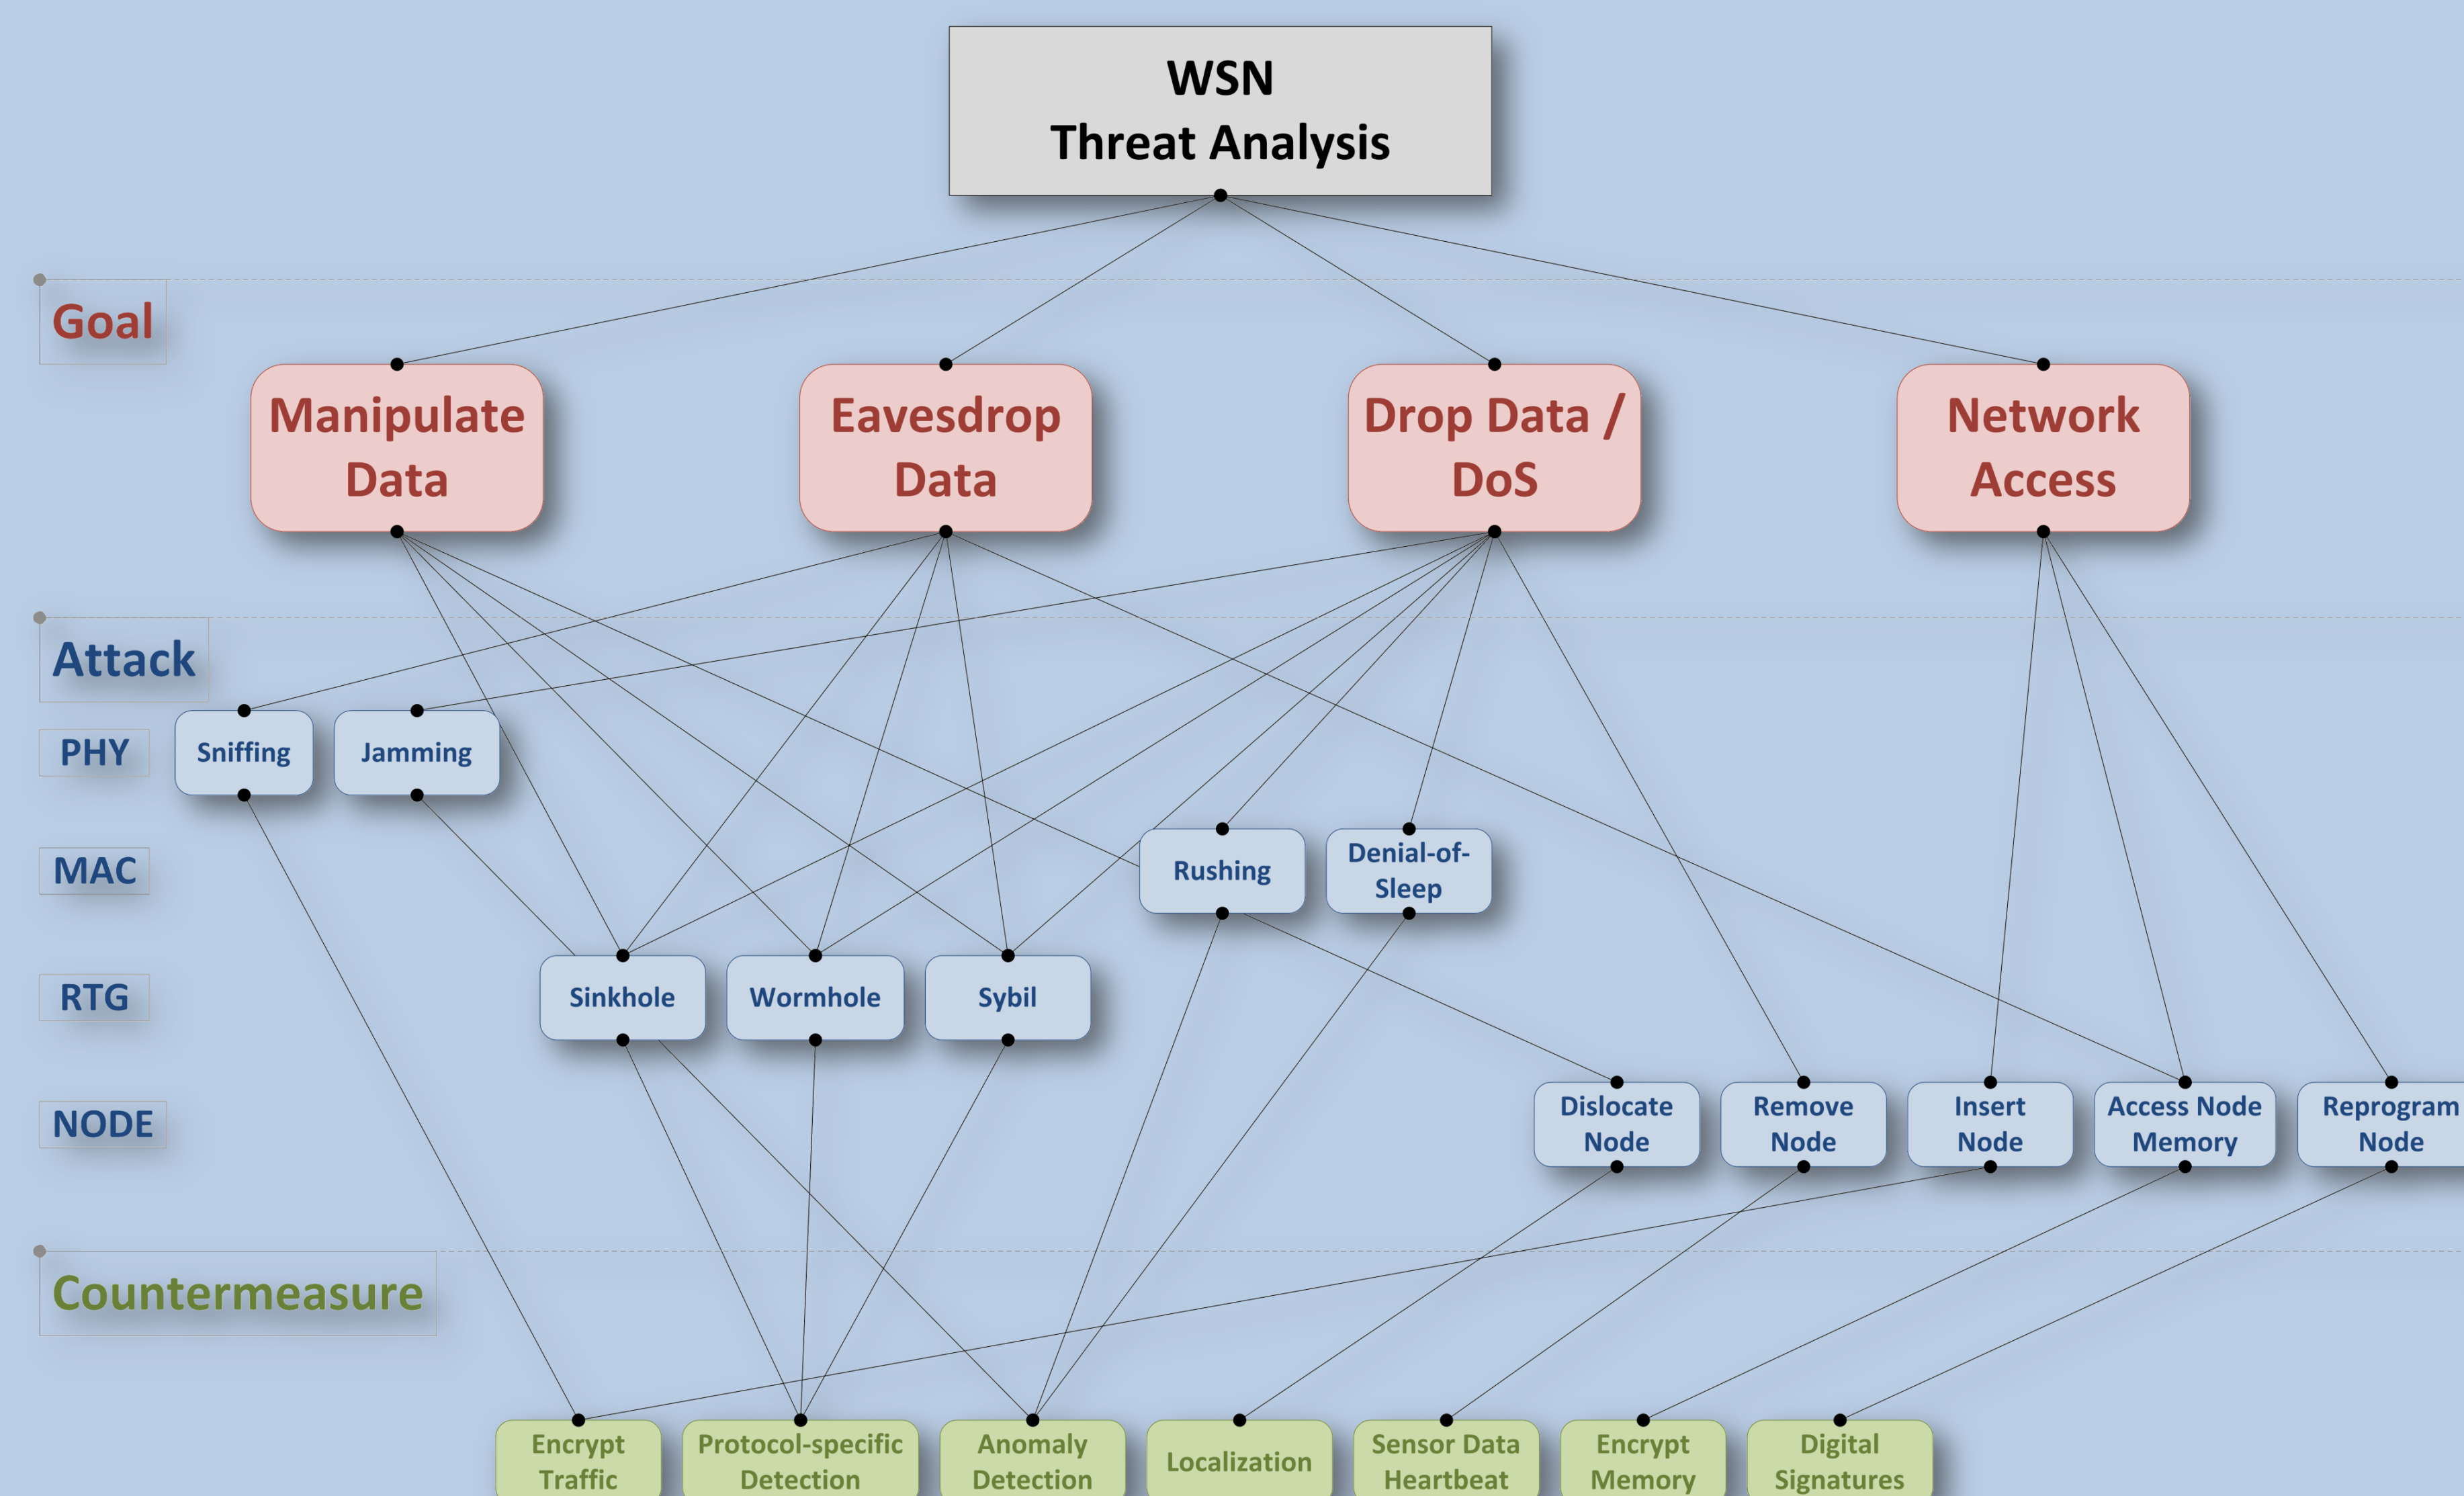 WSN
Threat Analysis
Goal
Manipulate
Data
Eavesdrop
Data
Drop Data /
DoS
Network
Access
Attack
PHY
Sniffing
Jamming
MAC
Rushing
Denial-of-
Sleep
RTG
Sinkhole
Wormhole
Sybil
NODE
Dislocate
Node
Remove
Node
Insert
Node
Access Node
Memory
Reprogram
Node
Countermeasure
Encrypt
Traffic
Protocol-specific
Detection
Anomaly
Detection
Localization
Sensor Data
Heartbeat
Encrypt
Memory
Digital
Signatures